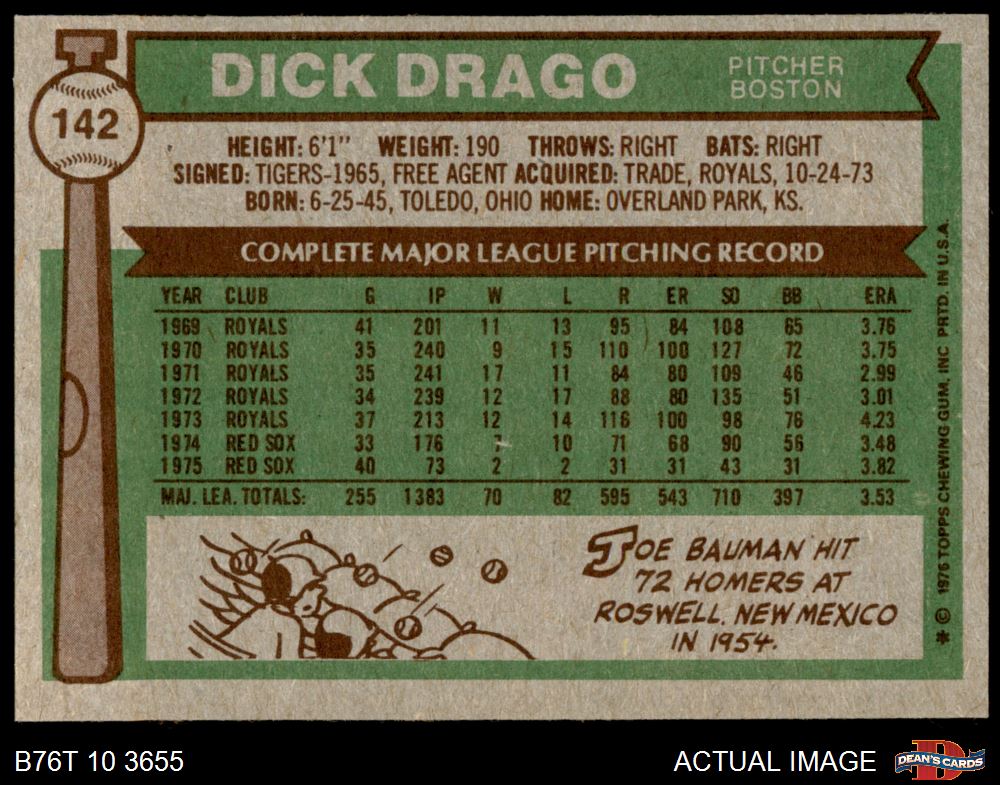 142
DICK DRAGO
PITCHER
BOSTON
HEIGHT: 6'1" WEIGHT: 190 THROWS: RIGHT BATS: RIGHT
SIGNED: TIGERS-1965, FREE AGENT ACQUIRED: TRADE, ROYALS, 10-24-73
BORN: 6-25-45, TOLEDO, OHIO HOME: OVERLAND PARK, KS.
COMPLETE MAJOR LEAGUE PITCHING RECORD
YEAR CLUB G IP W L R ER SO BB ERA
1969 ROYALS 41 201 11 13 95 84 108 65 3.76
1970 ROYALS 35 240 9 15 110 100 127 72 3.75
1971 ROYALS 35 241 17 11 84 80 109 46 2.99
1972 ROYALS 34 239 12 17 88 80 135 51 3.01
1973 ROYALS 37 213 12 14 116 100 98 76 4.23
1974 RED SOX 33 176 7 10 71 68 90 56 3.48
1975 RED SOX 40 73 2 2 31 31 43 31 3.82
MAJ. LEA. TOTALS: 255 1383 70 82 595 543 710 397 3.53
JOE BAUMAN HIT
72 HOMERS AT
ROSWELL, NEW MEXICO
IN 1954.
* © 1976 TOPPS CHEWING GUM, INC PRTD. IN U.S.A.
B76T 10 3655
ACTUAL IMAGE
D
DEAN'S CARDS